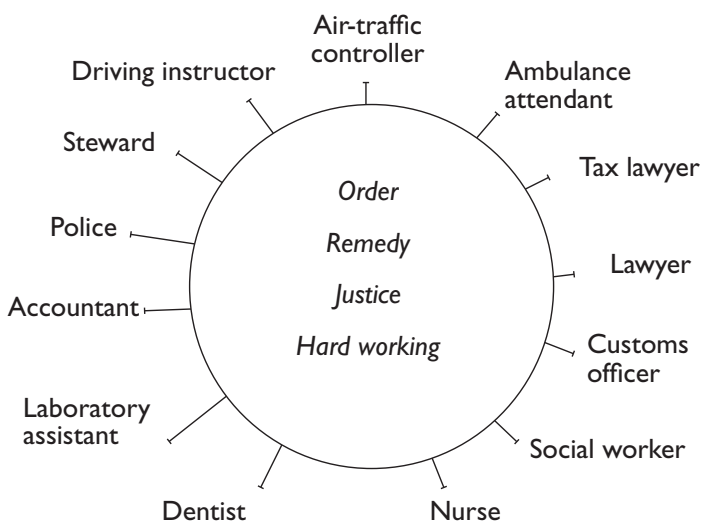 Air-traffic
controller
Driving instructor
Ambulance
attendant
Steward
Tax lawyer
Order
Police
Remedy
Lawyer
Justice
Accountant
Hard working
Customs
officer
Laboratory
assistant
Social worker
Dentist
Nurse